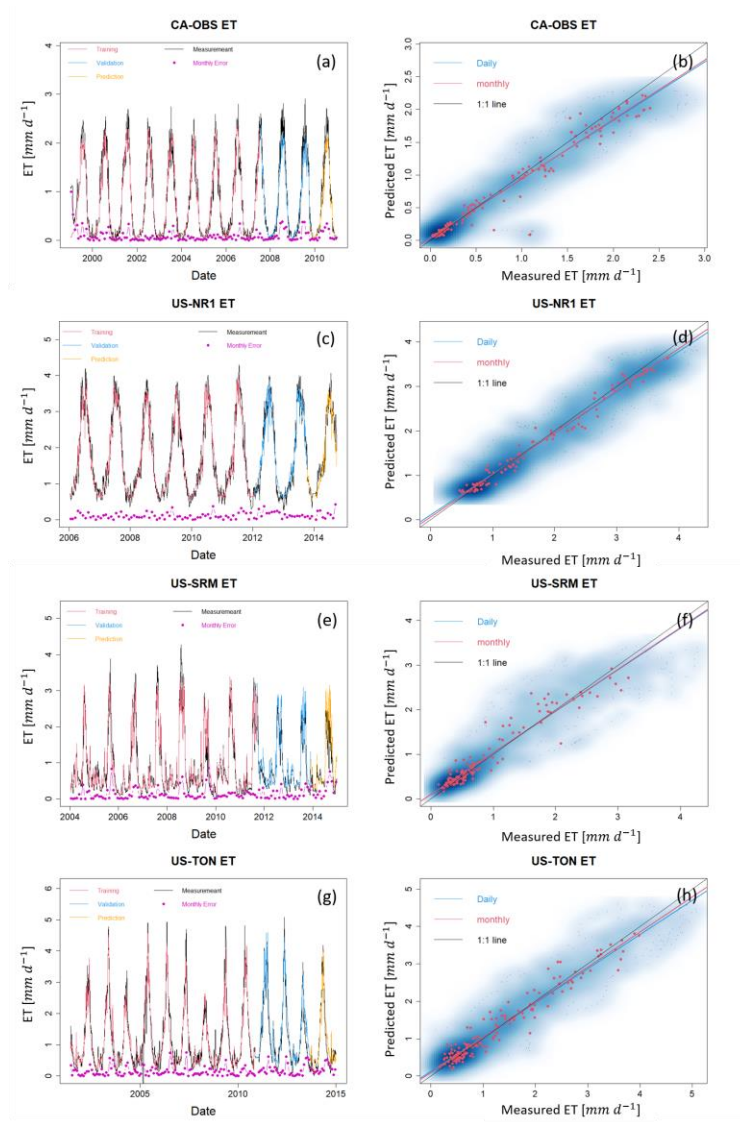 CA-OBS ET
CA-OBS ET
ET [mm d⁻¹]
4
3
2
1
0
Training
Validation
Prediction
Measureament
Monthly Error
(a)
2000 2002 2004 2006 2008 2010
Date
Predicted ET [mm d⁻¹]
3.0
2.5
2.0
1.5
1.0
0.5
0.0
Daily
monthly
1:1 line
(b)
0.0 0.5 1.0 1.5 2.0 2.5 3.0
Measured ET [mm d⁻¹]
US-NR1 ET
US-NR1 ET
ET [mm d⁻¹]
5
4
3
2
1
0
Training
Validation
Prediction
Measureament
Monthly Error
(c)
2006 2008 2010 2012 2014
Date
Predicted ET [mm d⁻¹]
4
3
2
1
0
Daily
monthly
1:1 line
(d)
0 1 2 3 4
Measured ET [mm d⁻¹]
US-SRM ET
US-SRM ET
ET [mm d⁻¹]
5
4
3
2
1
0
Training
Validation
Prediction
Measureament
Monthly Error
(e)
2004 2006 2008 2010 2012 2014
Date
Predicted ET [mm d⁻¹]
4
3
2
1
0
Daily
monthly
1:1 line
(f)
0 1 2 3 4
Measured ET [mm d⁻¹]
US-TON ET
US-TON ET
ET [mm d⁻¹]
6
5
4
3
2
1
0
Training
Validation
Prediction
Measureament
Monthly Error
(g)
2005 2010 2015
Date
Predicted ET [mm d⁻¹]
5
4
3
2
1
0
Daily
monthly
1:1 line
(h)
0 1 2 3 4 5
Measured ET [mm d⁻¹]